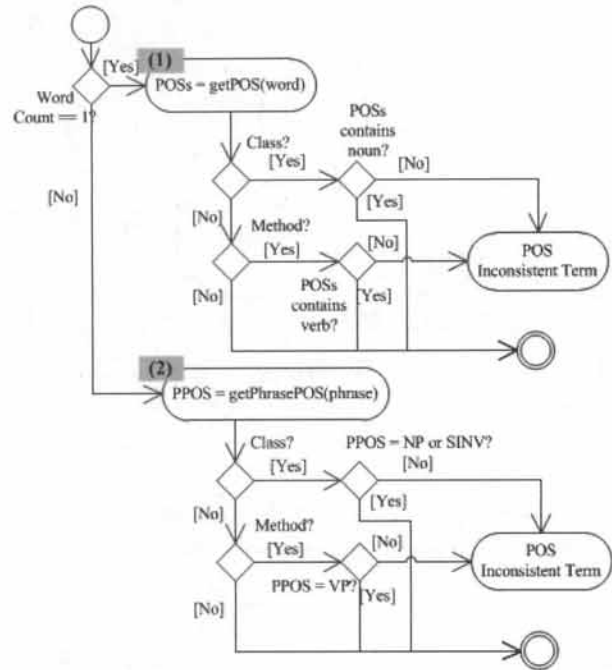 (1)
[Yes]
POSs = getPOS(word)
Word
Count == 1?
POSs
contains
noun?
Class?
[Yes]
[No]
[No]
[No]
[Yes]
Method?
[Yes]
[No]
POS
Inconsistent Term
[No]
POSs
contains
verb?
[Yes]
(2)
PPOS = getPhrasePOS(phrase)
Class?
PPOS = NP or SINV?
[Yes]
[No]
[No]
[Yes]
Method?
[Yes]
[No]
POS
Inconsistent Term
[No]
PPOS = VP?
[Yes]